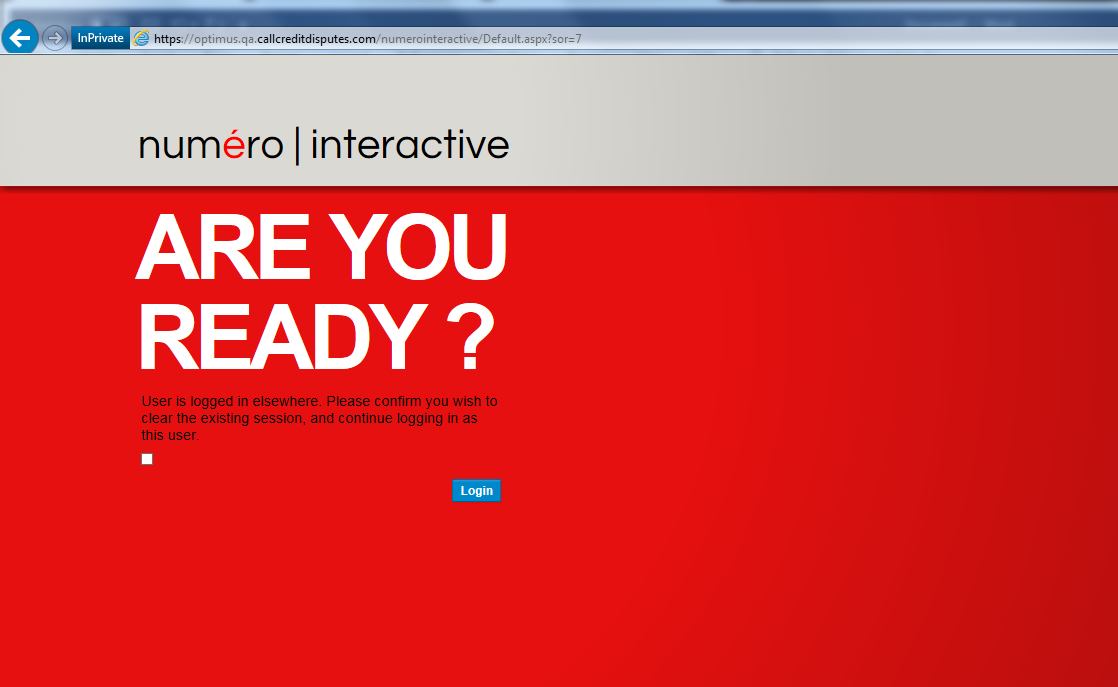 InPrivate https://optimus.qa.callcreditdisputes.com/numerointeractive/Default.aspx?sor=7
numéro | interactive
ARE YOU
READY ?
User is logged in elsewhere. Please confirm you wish to
clear the existing session, and continue logging in as
this user.
Login